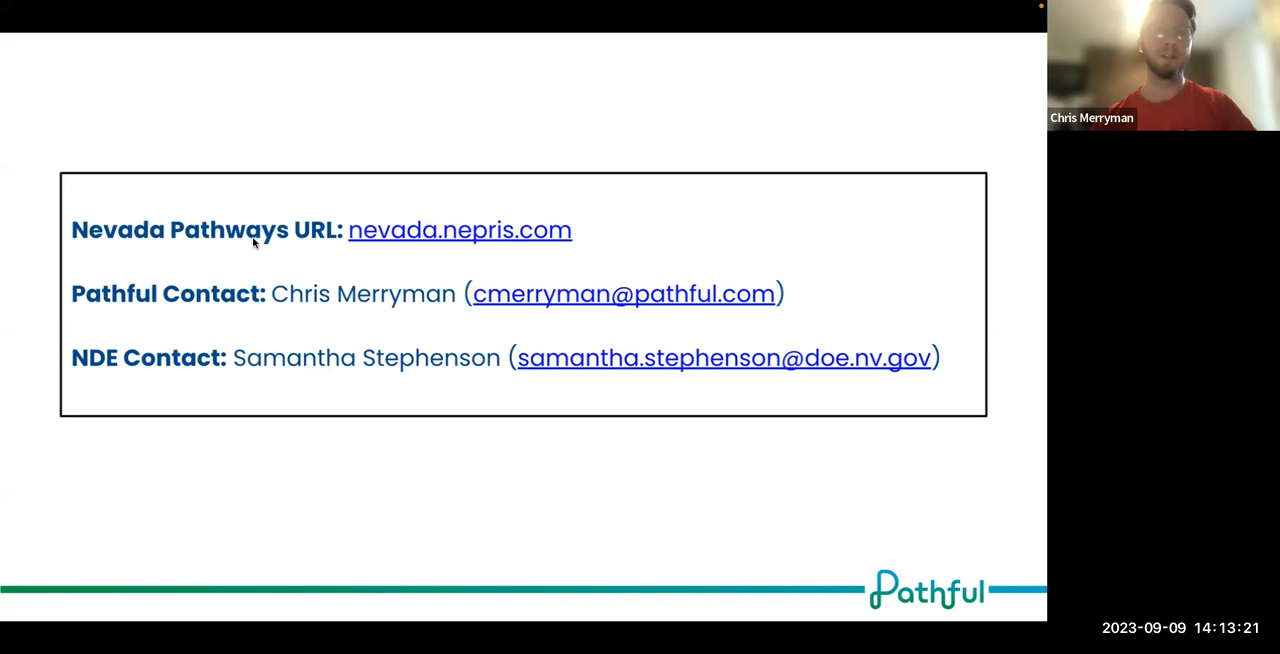 Chris Merryman
Nevada Pathways URL: nevada.nepris.com
Pathful Contact: Chris Merryman (cmerryman@pathful.com)
NDE Contact: Samantha Stephenson (samantha.stephenson@doe.nv.gov)
Pathful
2023-09-09 14:13:21